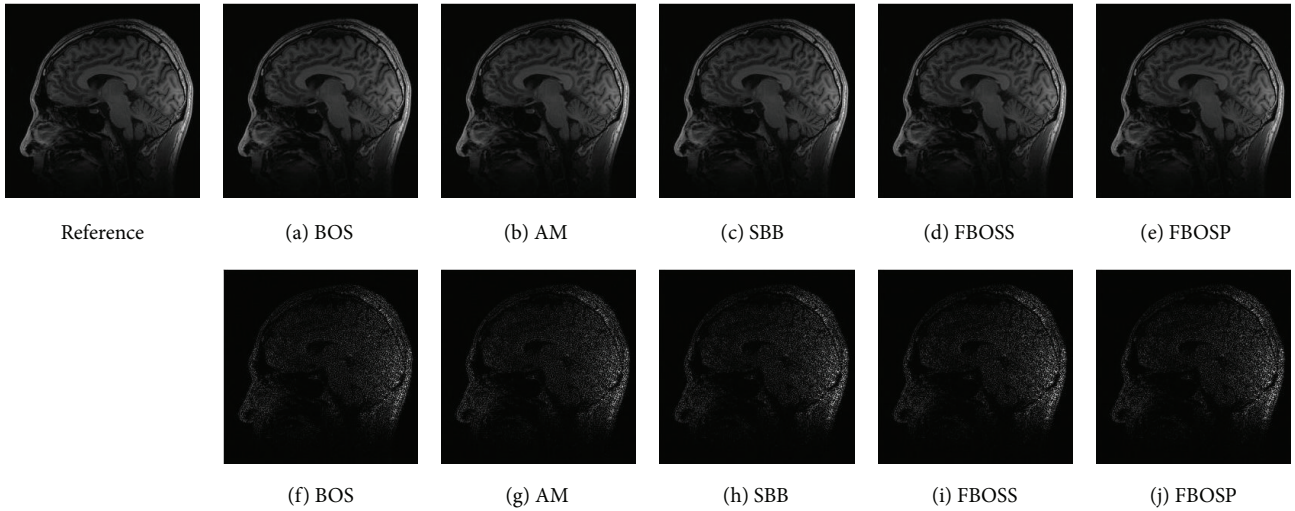 Reference
(a) BOS
(b) AM
(c) SBB
(d) FBOSS
(e) FBOSP
(f) BOS
(g) AM
(h) SBB
(i) FBOSS
(j) FBOSP